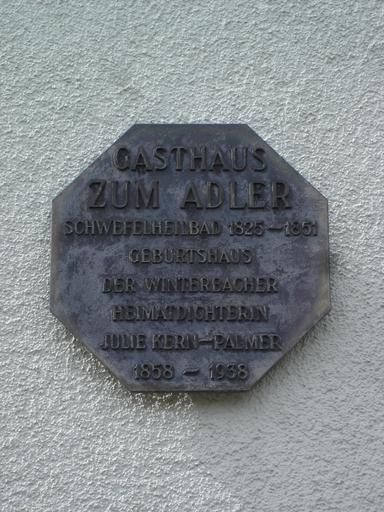 GASTHAUS
ZUM ADLER
SCHWEFELHEILBAD 1825-1851
GEBURTSHAUS
DER WINTERBACHER
HEIMATDICHTERIN
JULIE KERN-PALMER
1858 - 1938